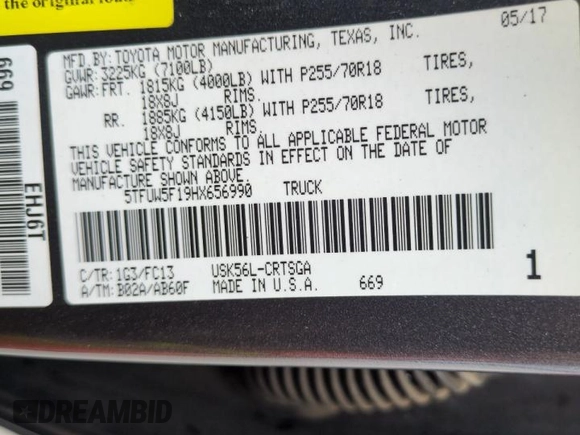 the original
05/17
MFD.BY: TOYOTA MOTOR MANUFACTURING, TEXAS, INC.
GVWR: 3225KG (7100LB)
GAWR: FRT. 1815KG (4000LB) WITH P255/70R18 TIRES,
18X8J RIMS.
RR. 1885KG (4150LB) WITH P255/70R18 TIRES,
18X8J RIMS.
THIS VEHICLE CONFORMS TO ALL APPLICABLE FEDERAL MOTOR
VEHICLE SAFETY STANDARDS IN EFFECT ON THE DATE OF
MANUFACTURE SHOWN ABOVE.
5TFUW5F19HX656990 TRUCK
C/TR: 1G3/FC13 USK56L-CRTSGA
A/TM: B02A/AB60F MADE IN U.S.A. 669
1
669
EHJ6T
DREAMBID